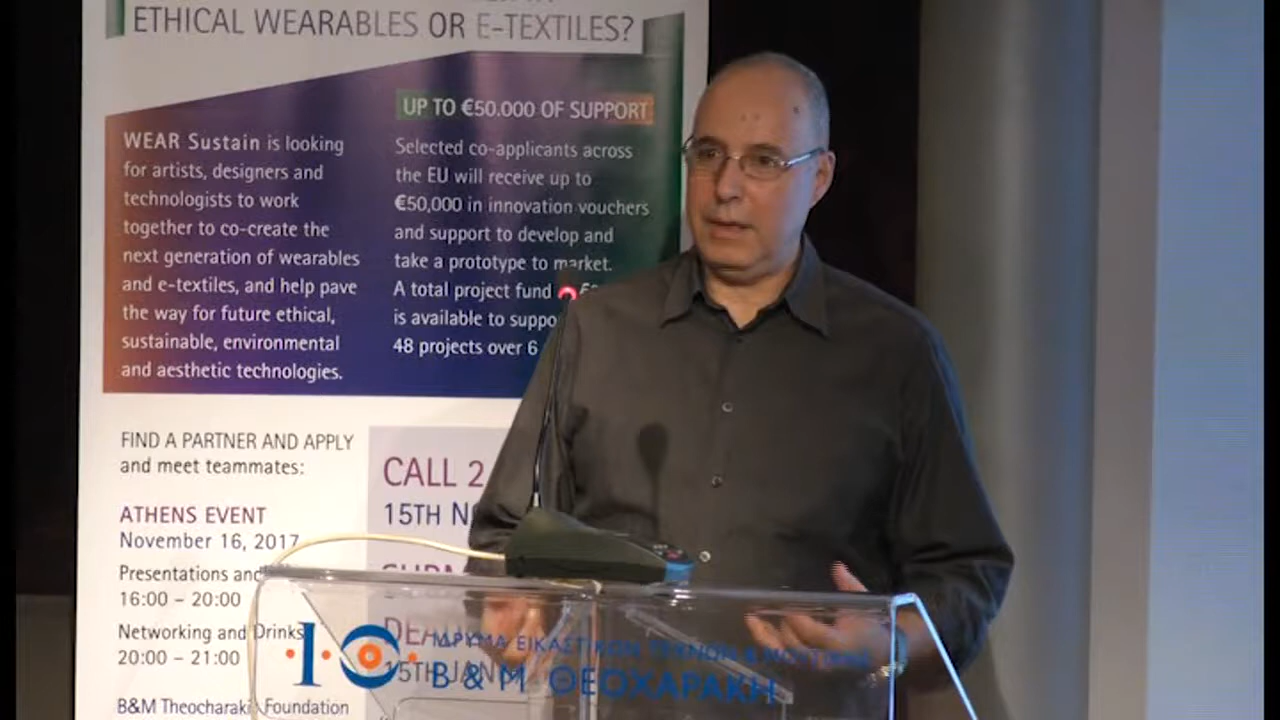 ETHICAL WEARABLES OR E-TEXTILES?
UP TO €50.000 OF SUPPORT
WEAR Sustain is looking
for artists, designers and
technologists to work
together to co-create the
next generation of wearables
and e-textiles, and help pave
the way for future ethical,
sustainable, environmental
and aesthetic technologies.
Selected co-applicants across
the EU will receive up to
€50,000 in innovation vouchers
and support to develop and
take a prototype to market.
A total project fund
is available to suppo
48 projects over 6
FIND A PARTNER AND APPLY
and meet teammates:
ATHENS EVENT
November 16, 2017
Presentations and
16:00 – 20:00
Networking and Drinks
20:00 – 21:00
B&M Theocharaki Foundation
CALL 2
15TH NO
15TH JAN
ΙΔΡΥΜΑ ΕΙΚΑΣΤΙΚΩΝ ΤΕΧΝΩΝ & ΜΟΥΣΙΚΗΣ
Β & Μ ΘΕΟΧΑΡΑΚΗ